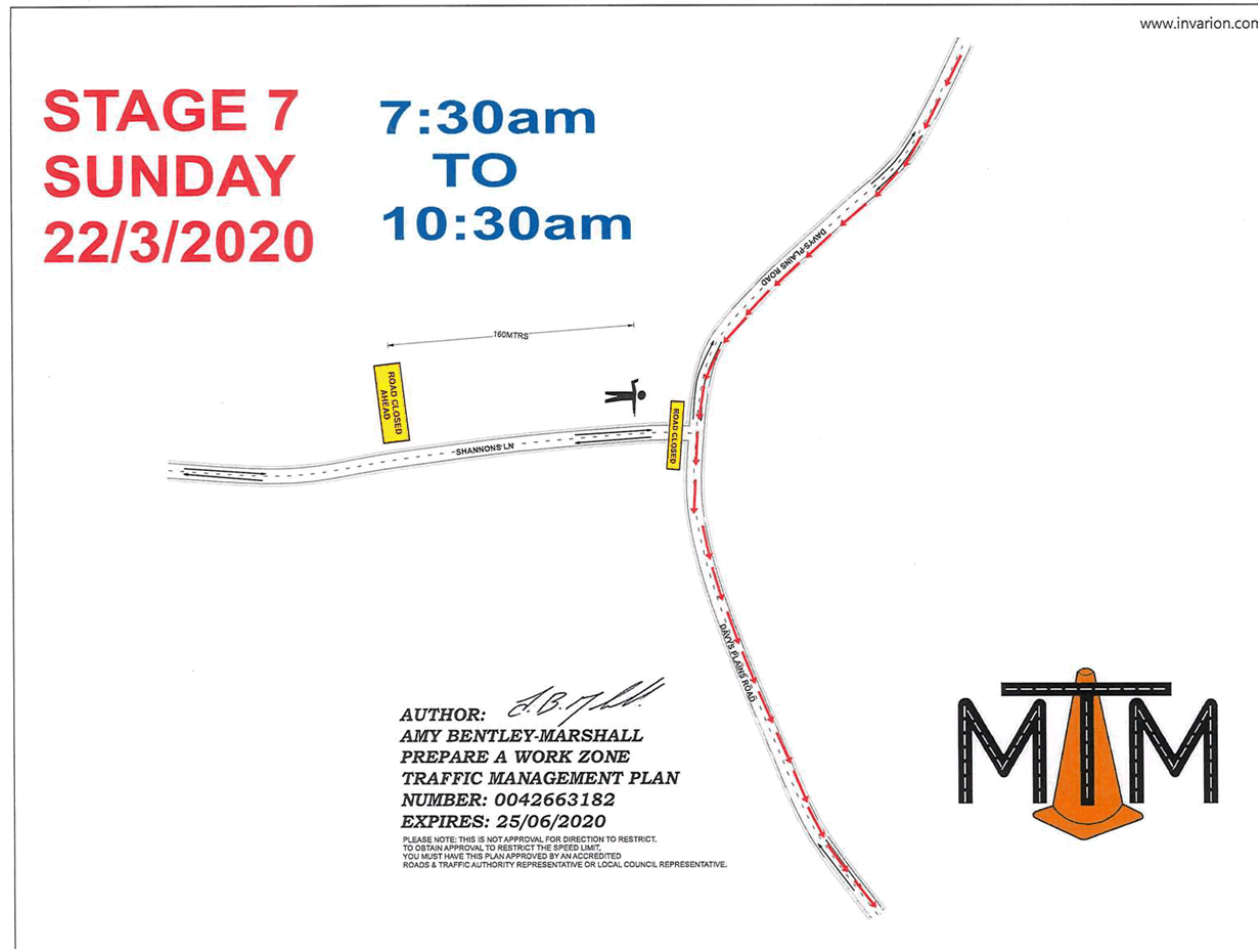 www.invarion.com
STAGE 7
SUNDAY
22/3/2020
7:30am
TO
10:30am
DAVYS PLAINS ROAD
160MTRS
ROAD CLOSED
AHEAD
ROAD CLOSED
SHANNONS LN
DAVYS PLAINS ROAD
AUTHOR:
AMY BENTLEY-MARSHALL
PREPARE A WORK ZONE
TRAFFIC MANAGEMENT PLAN
NUMBER: 0042663182
EXPIRES: 25/06/2020
PLEASE NOTE: THIS IS NOT APPROVAL FOR DIRECTION TO RESTRICT.
TO OBTAIN APPROVAL TO RESTRICT THE SPEED LIMIT,
YOU MUST HAVE THIS PLAN APPROVED BY AN ACCREDITED
ROADS & TRAFFIC AUTHORITY REPRESENTATIVE OR LOCAL COUNCIL REPRESENTATIVE.
MTM